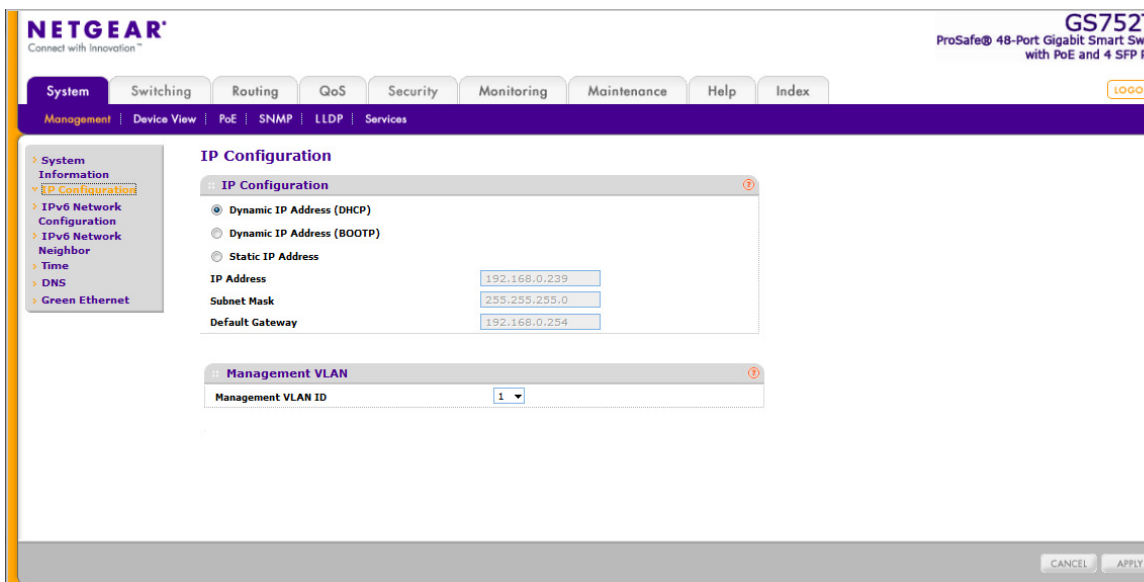 NETGEAR®
Connect with Innovation™
GS752T
ProSafe® 48-Port Gigabit Smart Sw
with PoE and 4 SFP P
System Switching Routing QoS Security Monitoring Maintenance Help Index
LOGO
Management Device View PoE SNMP LLDP Services
System
Information
IP Configuration
IPv6 Network
Configuration
IPv6 Network
Neighbor
Time
DNS
Green Ethernet
IP Configuration
IP Configuration
Dynamic IP Address (DHCP)
Dynamic IP Address (BOOTP)
Static IP Address
IP Address 192.168.0.239
Subnet Mask 255.255.255.0
Default Gateway 192.168.0.254
Management VLAN
Management VLAN ID 1
CANCEL APPLY